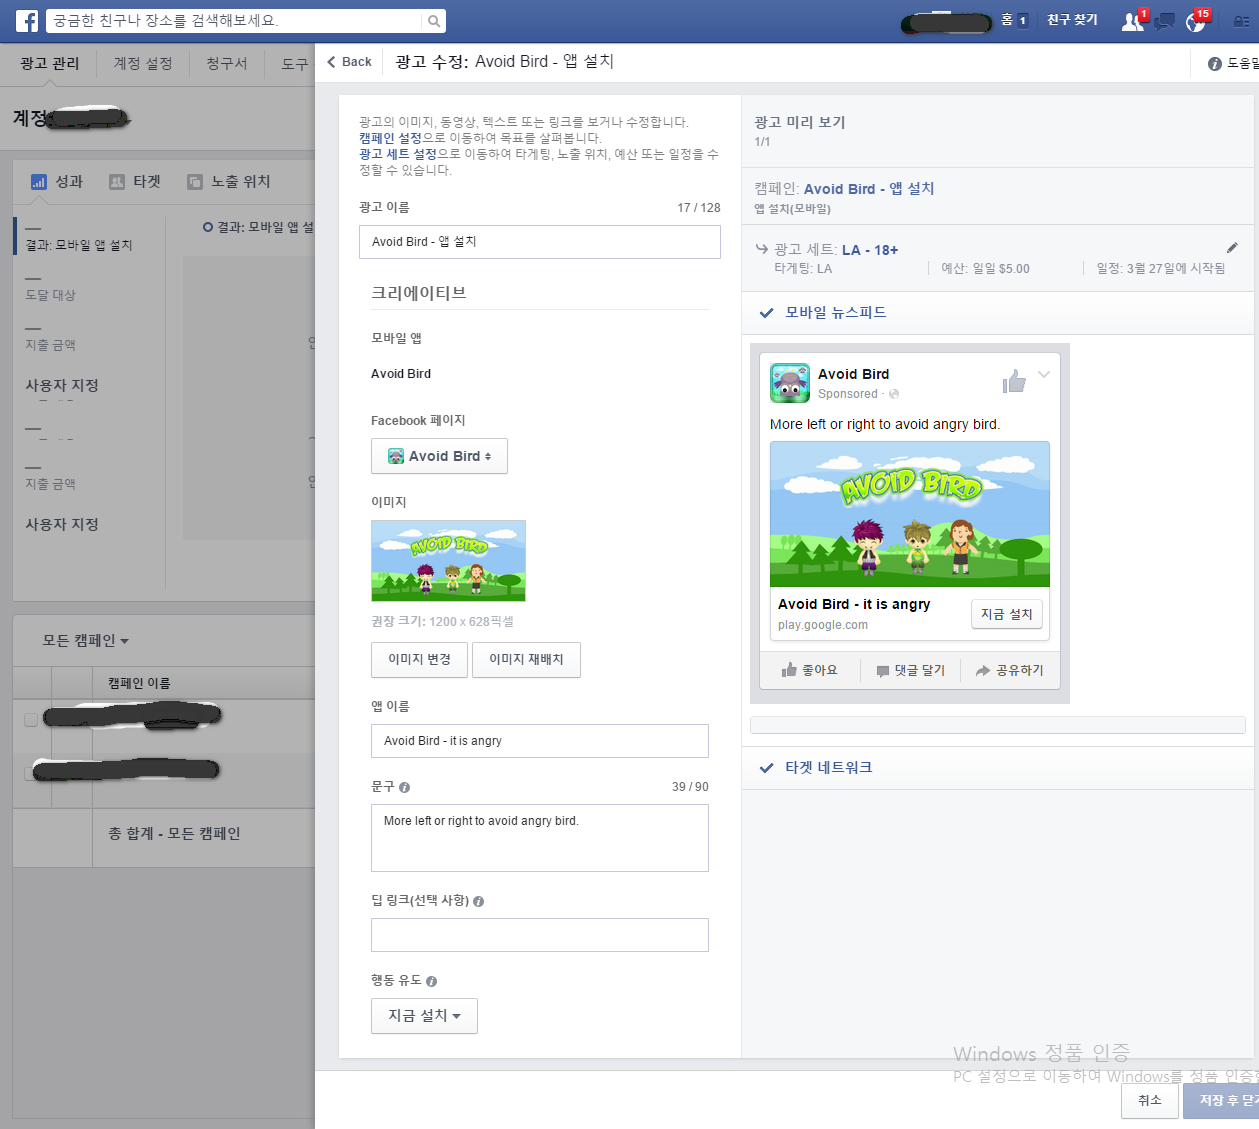 궁금한 친구나 장소를 검색해보세요.
홈 1
친구 찾기
1
15
광고 관리
계정 설정
청구서
도구
Back
광고 수정: Avoid Bird - 앱 설치
도움말
계정
성과
타겟
노출 위치
결과: 모바일 앱 설치
결과: 모바일 앱 설
도달 대상
지출 금액
사용자 지정
지출 금액
사용자 지정
모든 캠페인
캠페인 이름
총 합계 - 모든 캠페인
광고의 이미지, 동영상, 텍스트 또는 링크를 보거나 수정합니다.
캠페인 설정으로 이동하여 목표를 살펴봅니다.
광고 세트 설정으로 이동하여 타게팅, 노출 위치, 예산 또는 일정을 수
정할 수 있습니다.
광고 이름
17 / 128
Avoid Bird - 앱 설치
크리에이티브
모바일 앱
Avoid Bird
Facebook 페이지
Avoid Bird
이미지
AVOID BIRD
권장 크기: 1200 x 628픽셀
이미지 변경
이미지 재배치
앱 이름
Avoid Bird - it is angry
문구
39 / 90
More left or right to avoid angry bird.
딥 링크(선택 사항)
행동 유도
지금 설치
광고 미리 보기
1/1
캠페인: Avoid Bird - 앱 설치
앱 설치(모바일)
광고 세트: LA - 18+
타게팅: LA
예산: 일일 $5.00
일정: 3월 27일에 시작됨
모바일 뉴스피드
Avoid Bird
Sponsored ·
More left or right to avoid angry bird.
AVOID BIRD
Avoid Bird - it is angry
play.google.com
지금 설치
좋아요
댓글 달기
공유하기
타겟 네트워크
Windows 정품 인증
PC 설정으로 이동하여 Windows를 정품 인증
취소
저장 후 닫기